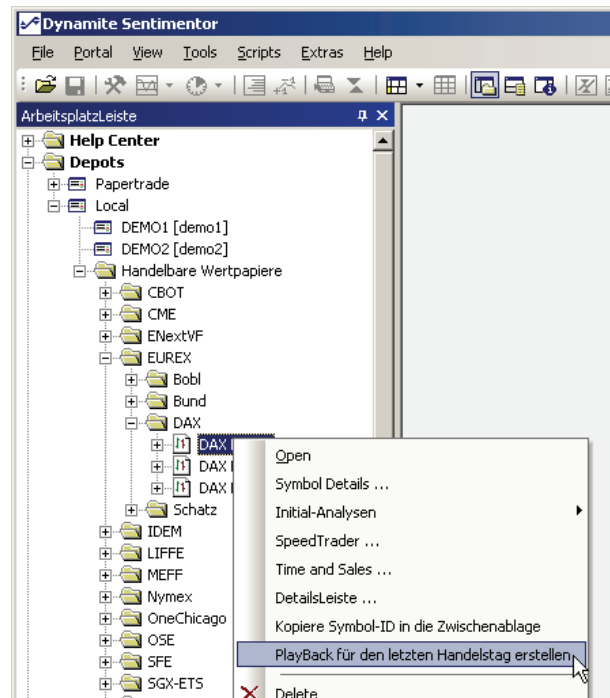 Dynamite Sentimentor
File Portal View Tools Scripts Extras Help
ArbeitsplatzLeiste
Help Center
Depots
Papertrade
Local
DEMO1 [demo1]
DEMO2 [demo2]
Handelbare Wertpapiere
CBOT
CME
ENextVF
EUREX
Bobl
Bund
DAX
DAX
DAX
DAX
Schatz
IDEM
LIFFE
MEFF
Nymex
OneChicago
OSE
SFE
SGX-ETS
Open
Symbol Details ...
Initial-Analysen
SpeedTrader ...
Time and Sales ...
DetailsLeiste ...
Kopiere Symbol-ID in die Zwischenablage
PlayBack für den letzten Handelstag erstellen
Delete